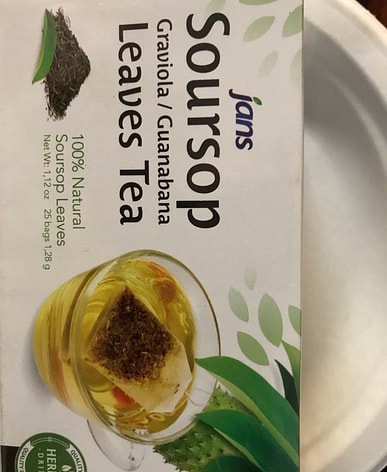 jans
Soursop
Graviola / Guanabana
Leaves Tea
100% Natural
Soursop Leaves
Net Wt: 1,12 oz 25 bags 1,28 g
QUALITY